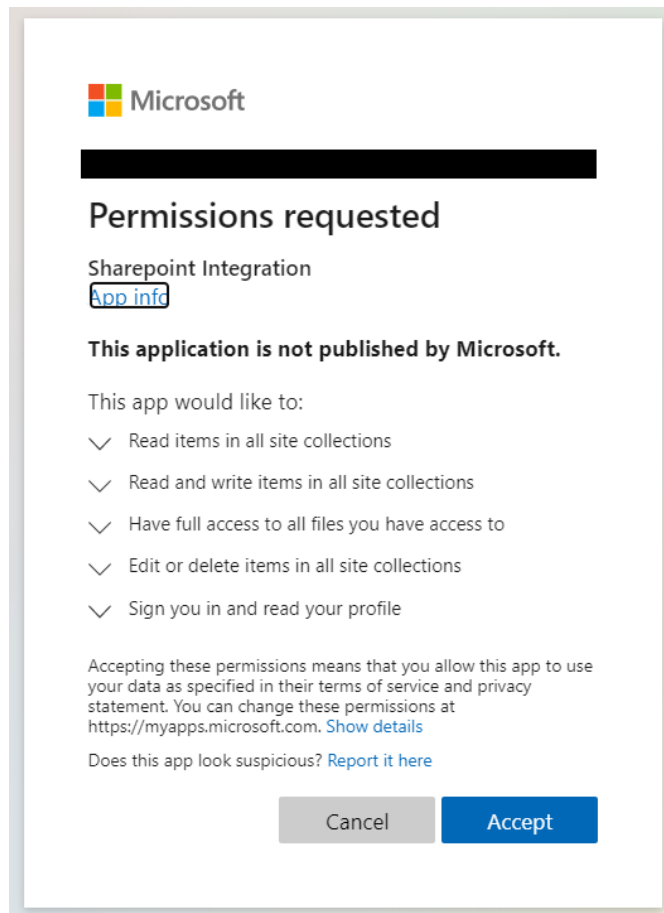 Microsoft
Permissions requested
Sharepoint Integration
App info
This application is not published by Microsoft.
This app would like to:
Read items in all site collections
Read and write items in all site collections
Have full access to all files you have access to
Edit or delete items in all site collections
Sign you in and read your profile
Accepting these permissions means that you allow this app to use
your data as specified in their terms of service and privacy
statement. You can change these permissions at
https://myapps.microsoft.com. Show details
Does this app look suspicious? Report it here
Cancel Accept